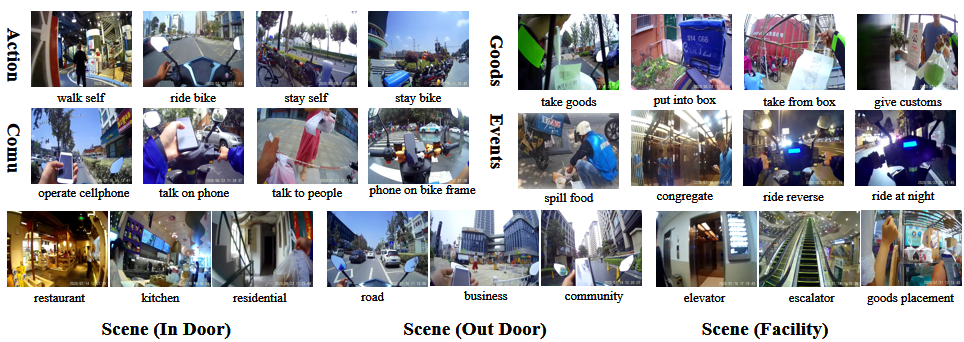 Action
walk self
ride bike
stay self
stay bike
Goods
take goods
put into box
take from box
give customs
Comu
operate cellphone
talk on phone
talk to people
phone on bike frame
Events
spill food
congregate
ride reverse
ride at night
restaurant
kitchen
residential
road
business
community
elevator
escalator
goods placement
Scene (In Door)
Scene (Out Door)
Scene (Facility)